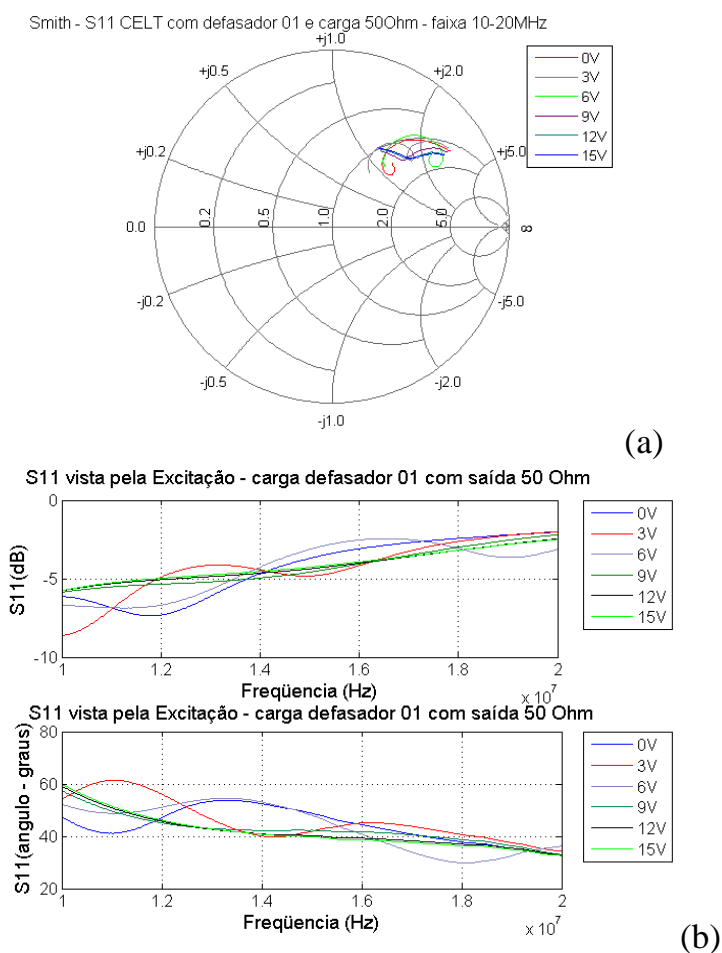 Smith - S11 CELT com defasador 01 e carga 50Ohm - faixa 10-20MHz
+j1.0
+j0.5
+j2.0
+j0.2
+j5.0
0.0
0.2
0.5
1.0
2.0
5.0
∞
-j0.2
-j5.0
-j0.5
-j2.0
-j1.0
0V
3V
6V
9V
12V
15V
(a)
S11 vista pela Excitação - carga defasador 01 com saída 50 Ohm
S11(dB)
0
-5
-10
1
1.2
1.4
1.6
1.8
2
Freqüencia (Hz)
x 10^7
0V
3V
6V
9V
12V
15V
S11 vista pela Excitação - carga defasador 01 com saída 50 Ohm
S11(angulo - graus)
80
60
40
20
1
1.2
1.4
1.6
1.8
2
Freqüencia (Hz)
x 10^7
0V
3V
6V
9V
12V
15V
(b)